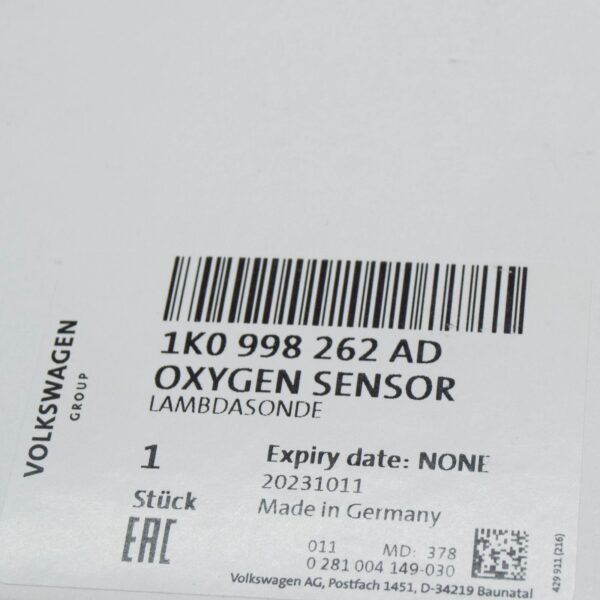 VOLKSWAGEN
GROUP
1K0 998 262 AD
OXYGEN SENSOR
LAMBDASONDE
1 Expiry date: NONE
Stück 20231011
Made in Germany
EAC
011 MD: 378
0 281 004 149-030
Volkswagen AG, Postfach 1451, D-34219 Baunatal
429 911 (216)